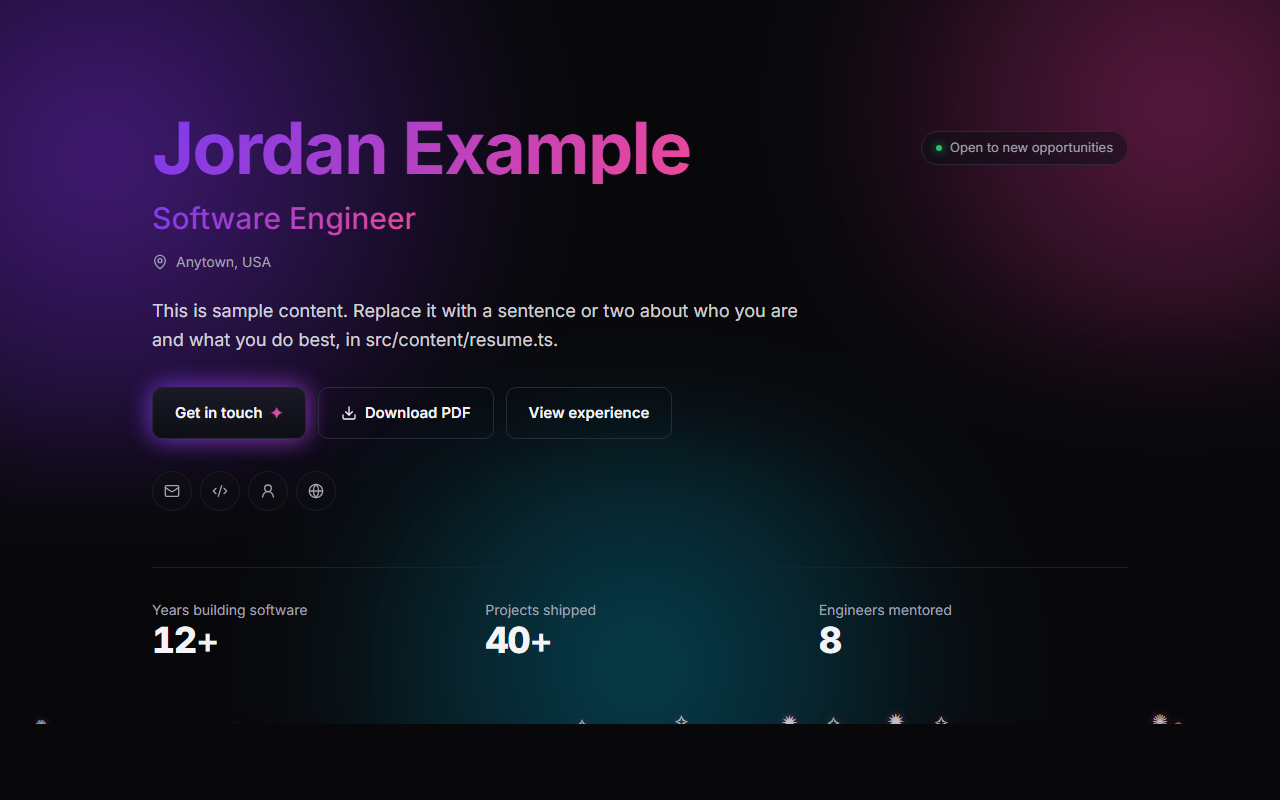 Jordan Example
Open to new opportunities
Software Engineer
Anytown, USA
This is sample content. Replace it with a sentence or two about who you are
and what you do best, in src/content/resume.ts.
Get in touch ✦
Download PDF
View experience
Years building software
12+
Projects shipped
40+
Engineers mentored
8